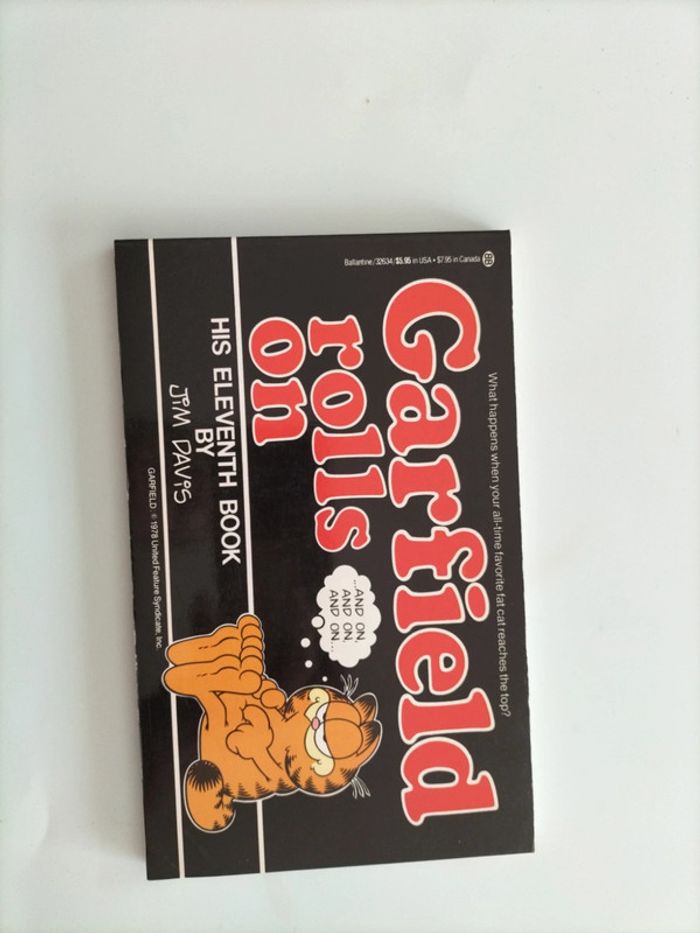 Ballantine/32634/$5.95 in USA • $7.95 in Canada BB
What happens when your all-time favorite fat cat reaches the top?
Garfield
rolls
on
...AND ON,
AND ON,
AND ON...
HIS ELEVENTH BOOK
BY
JIM DAVIS
GARFIELD: © 1978 United Feature Syndicate, Inc.